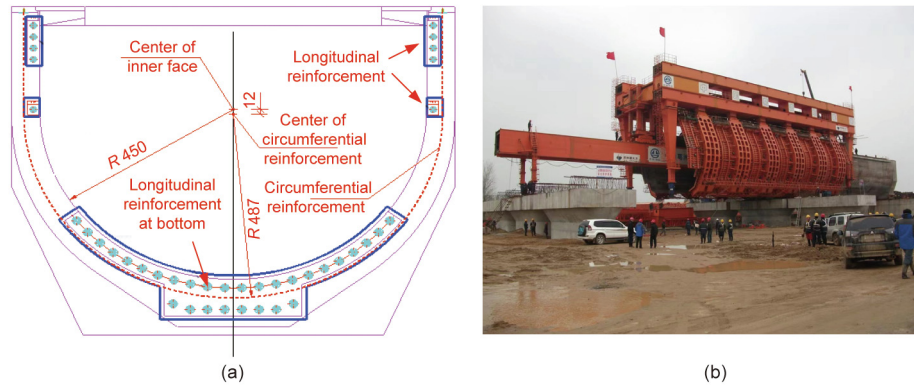 Center of
inner face
Longitudinal
reinforcement
12
Center of
circumferential
reinforcement
R 450
Longitudinal
reinforcement
at bottom
Circumferential
reinforcement
R 487
(a)
(b)